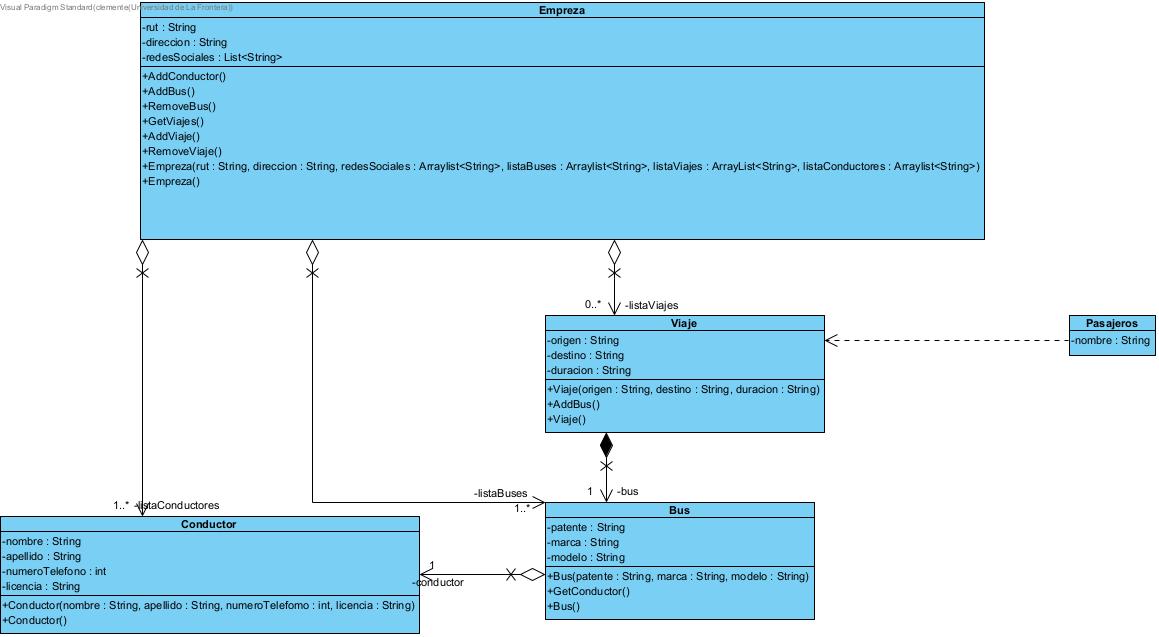 Visual Paradigm Standard(clemente(Universidad de La Frontera))
Empreza
-rut : String
-direccion : String
-redesSociales : List<String>
+AddConductor()
+AddBus()
+RemoveBus()
+GetViajes()
+AddViaje()
+RemoveViaje()
+Empreza(rut : String, direccion : String, redesSociales : Arraylist<String>, listaBuses : Arraylist<String>, listaViajes : ArrayList<String>, listaConductores : Arraylist<String>)
+Empreza()
0..* -listaViajes
Viaje
-origen : String
-destino : String
-duracion : String
+Viaje(origen : String, destino : String, duracion : String)
+AddBus()
+Viaje()
Pasajeros
-nombre : String
1 -bus
-listaBuses
1..*
1..* -listaConductores
Conductor
-nombre : String
-apellido : String
-numeroTelefono : int
-licencia : String
+Conductor(nombre : String, apellido : String, numeroTelefomo : int, licencia : String)
+Conductor()
1
-conductor
Bus
-patente : String
-marca : String
-modelo : String
+Bus(patente : String, marca : String, modelo : String)
+GetConductor()
+Bus()